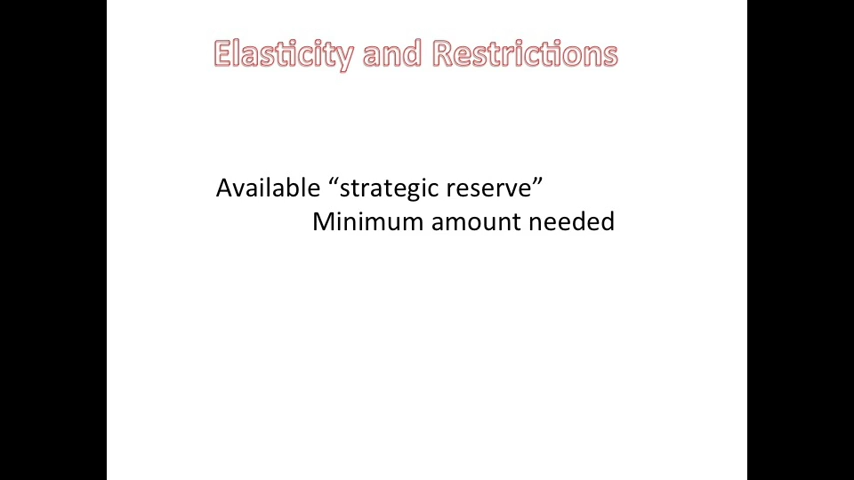 Elasticity and Restrictions
Available “strategic reserve”
Minimum amount needed